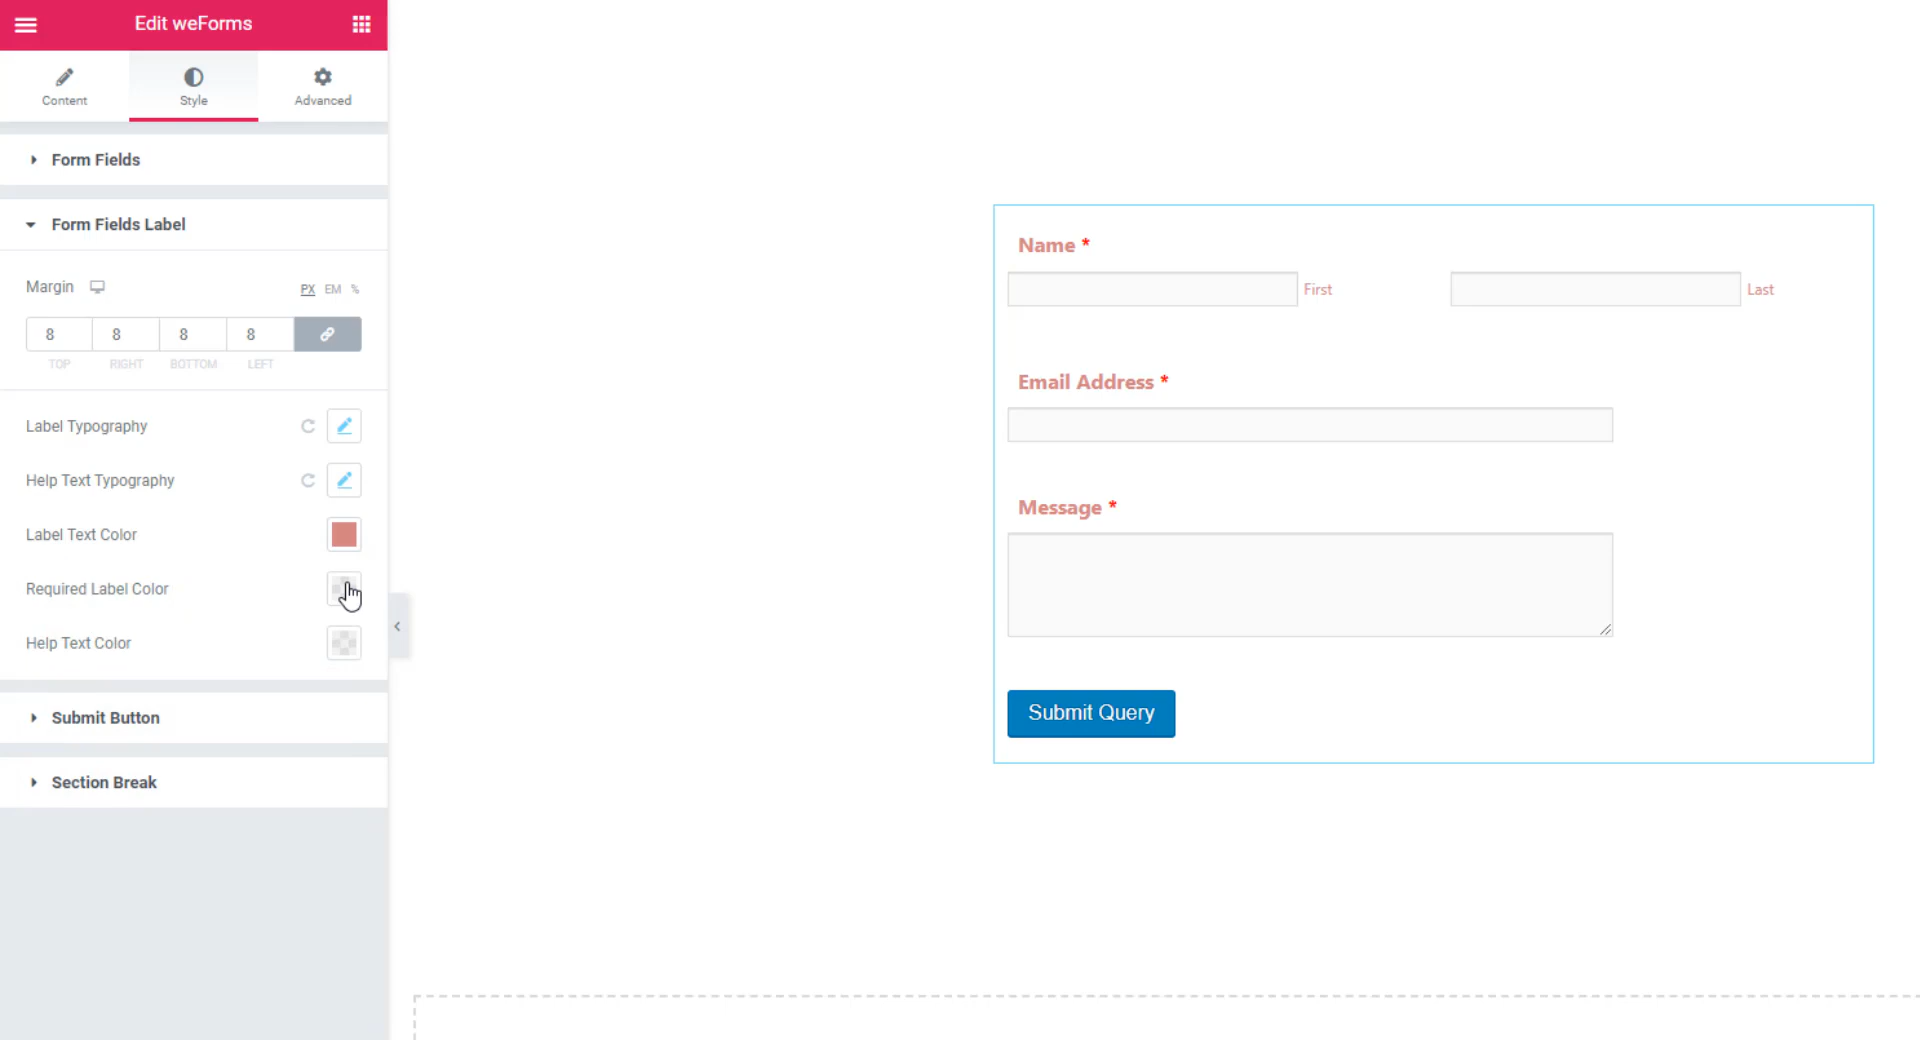 Edit weForms
Content
Style
Advanced
Form Fields
Form Fields Label
Margin
PX EM %
8 8 8 8
TOP RIGHT BOTTOM LEFT
Label Typography
Help Text Typography
Label Text Color
Required Label Color
Help Text Color
Submit Button
Section Break
Name *
First
Last
Email Address *
Message *
Submit Query